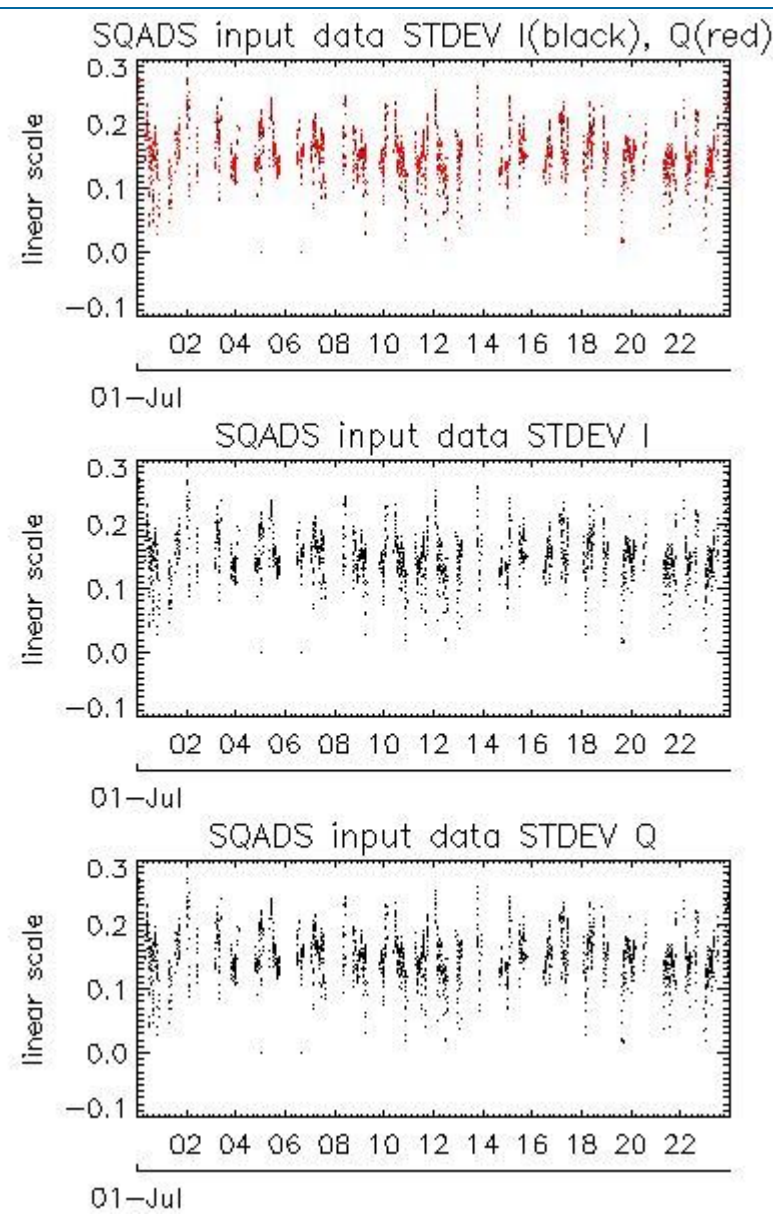 SQADS input data STDEV I(black), Q(red)
0.3
0.2
0.1
0.0
-0.1
linear scale
02 04 06 08 10 12 14 16 18 20 22
01-Jul
SQADS input data STDEV I
0.3
0.2
0.1
0.0
-0.1
linear scale
02 04 06 08 10 12 14 16 18 20 22
01-Jul
SQADS input data STDEV Q
0.3
0.2
0.1
0.0
-0.1
linear scale
02 04 06 08 10 12 14 16 18 20 22
01-Jul